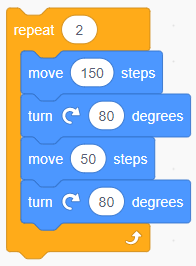 repeat 2
move 150 steps
turn 80 degrees
move 50 steps
turn 80 degrees